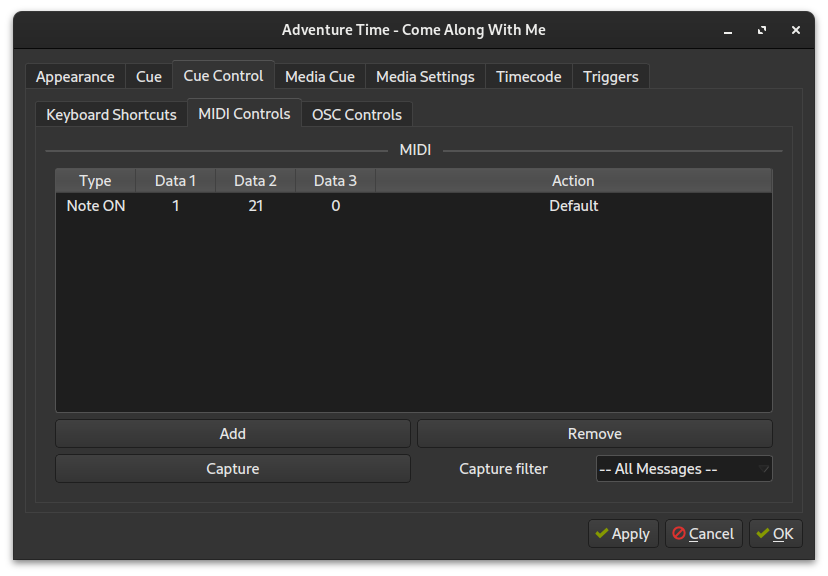 Adventure Time - Come Along With Me
Appearance Cue Cue Control Media Cue Media Settings Timecode Triggers
Keyboard Shortcuts MIDI Controls OSC Controls
MIDI
Type Data 1 Data 2 Data 3 Action
Note ON 1 21 0 Default
Add Remove
Capture Capture filter -- All Messages --
Apply Cancel OK